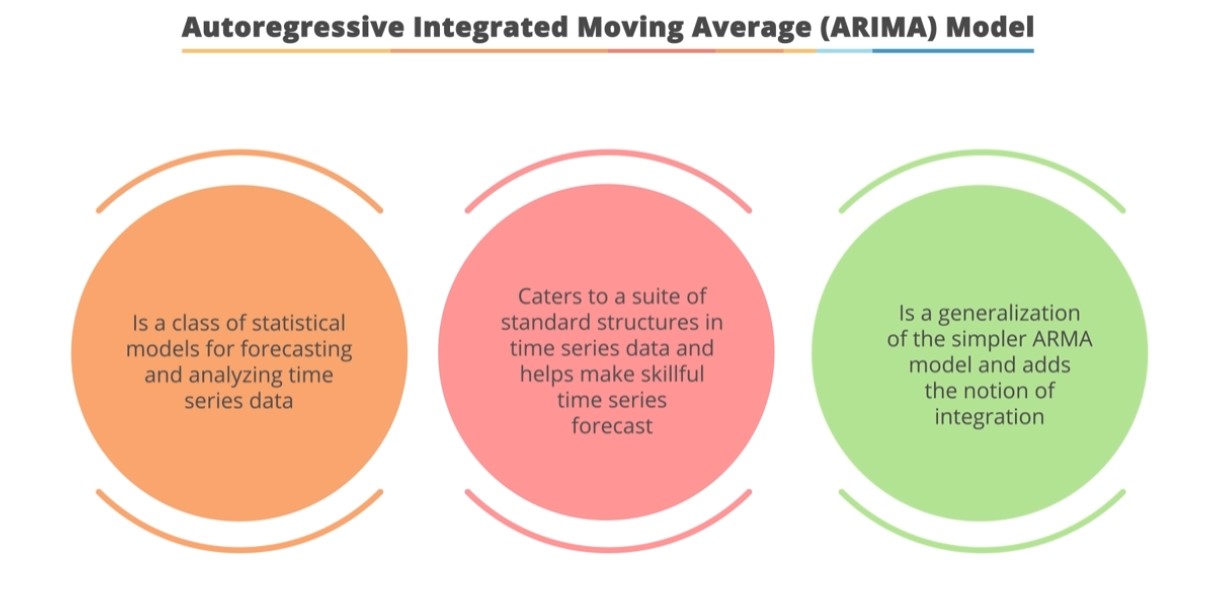 Autoregressive Integrated Moving Average (ARIMA) Model
Is a class of statistical
models for forecasting
and analyzing time
series data
Caters to a suite of
standard structures in
time series data and
helps make skillful
time series
forecast
Is a generalization
of the simpler ARMA
model and adds
the notion of
integration